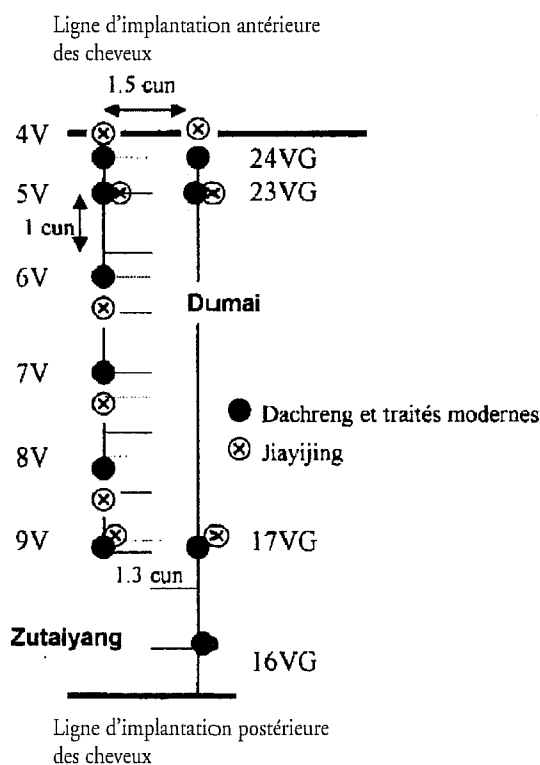 Ligne d'implantation antérieure
des cheveux
1.5 cun
4V
24VG
5V
23VG
1 cun
6V
Dumai
7V
Dachreng et traités modernes
Jiayijing
8V
9V
17VG
1.3 cun
Zutaiyang
16VG
Ligne d'implantation postérieure
des cheveux